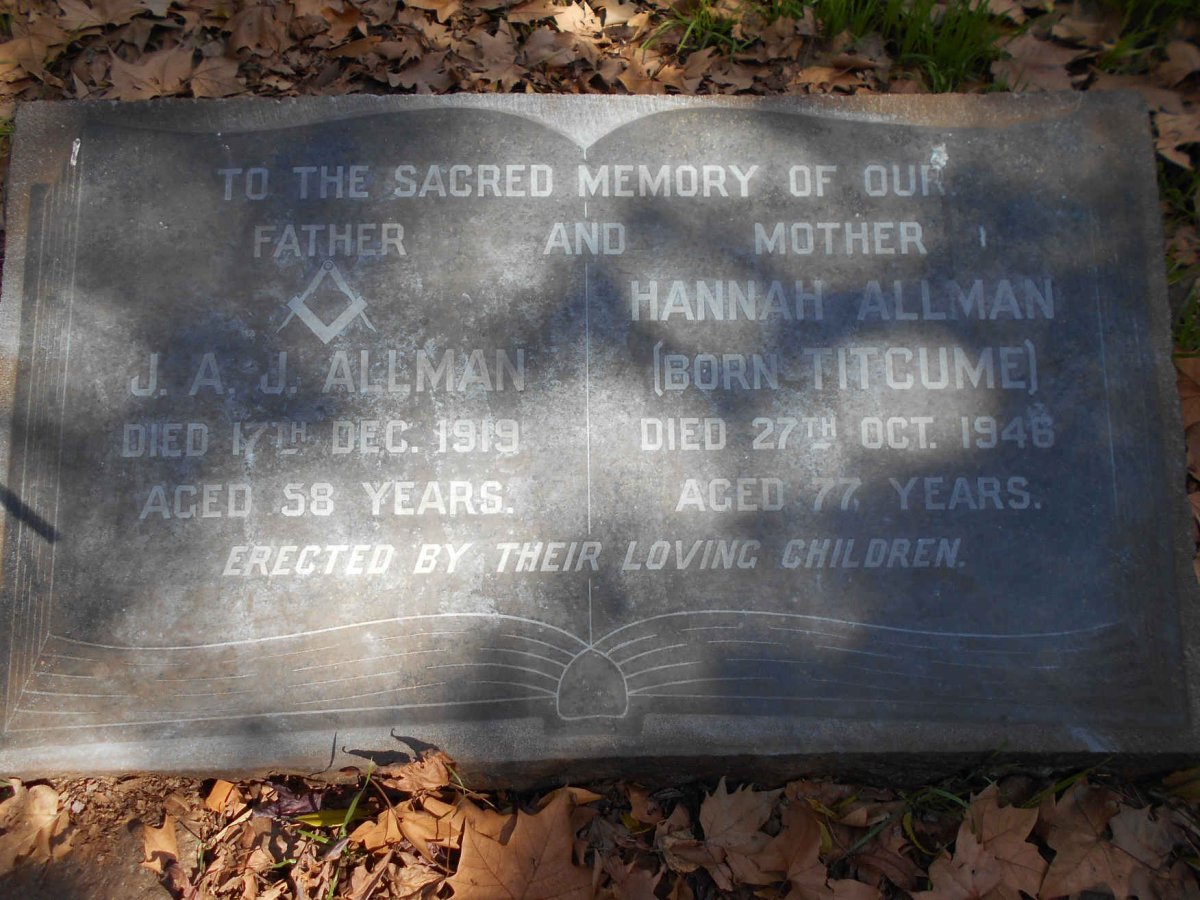 TO THE SACRED MEMORY OF OUR
FATHER AND MOTHER
HANNAH ALLMAN
J. A. J. ALLMAN
(BORN TITCUME)
DIED 17TH DEC. 1919
DIED 27TH OCT. 1946
AGED 58 YEARS.
AGED 77 YEARS.
ERECTED BY THEIR LOVING CHILDREN.